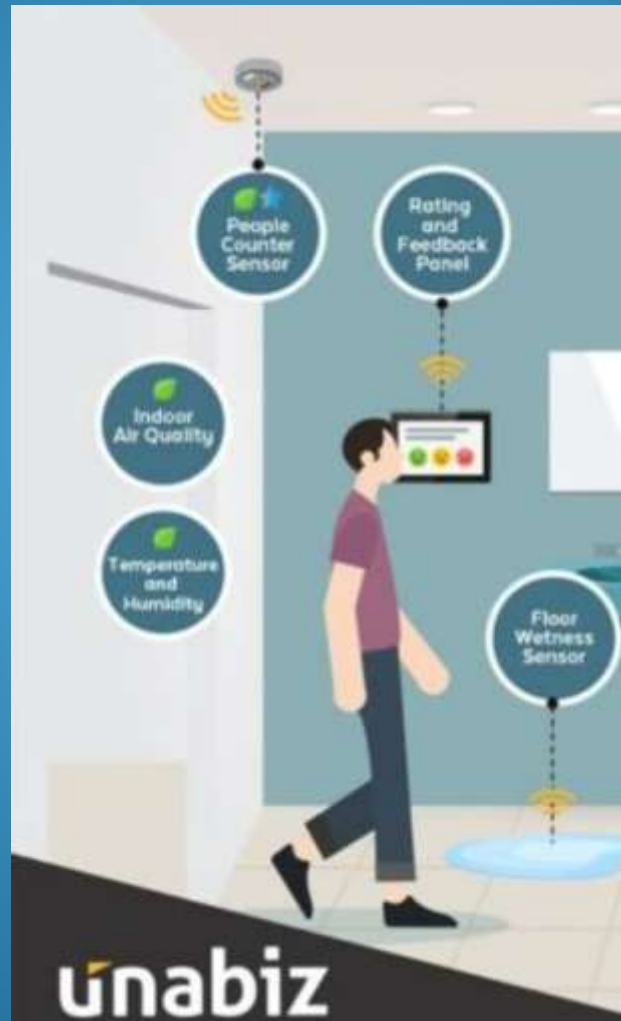 People
Counter
Sensor
Rating
and
Feedback
Panel
Indoor
Air Quality
Temperature
and
Humidity
Floor
Wetness
Sensor
unabiz